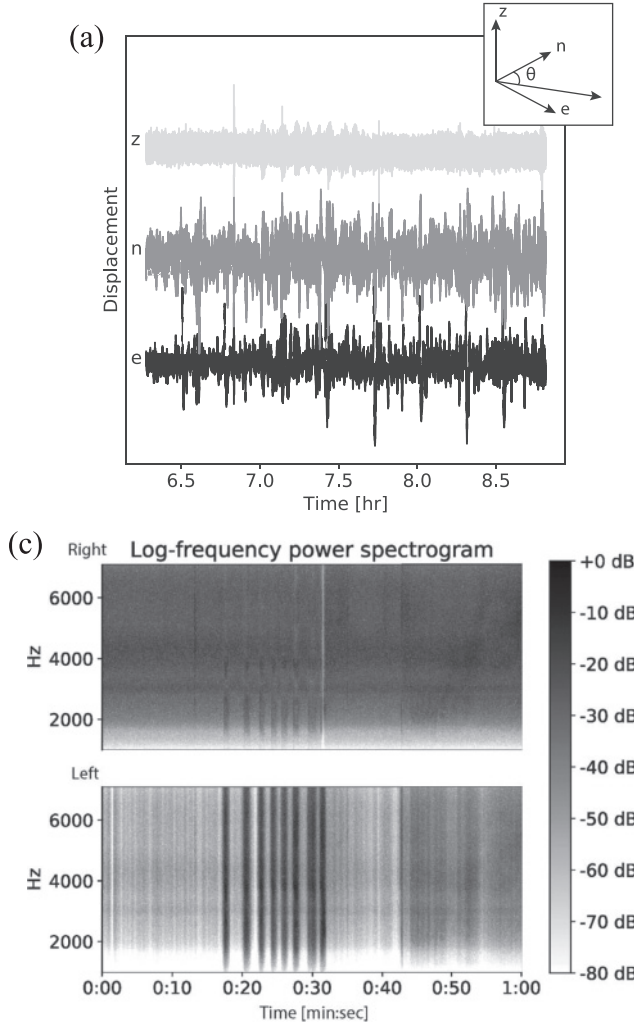 (a)
z
n
θ
e
z
n
e
Displacement
6.5 7.0 7.5 8.0 8.5
Time [hr]
(c)
Right Log-frequency power spectrogram
6000
4000
2000
Hz
Left
6000
4000
2000
Hz
0:00 0:10 0:20 0:30 0:40 0:50 1:00
Time [min:sec]
+0 dB
-10 dB
-20 dB
-30 dB
-40 dB
-50 dB
-60 dB
-70 dB
-80 dB